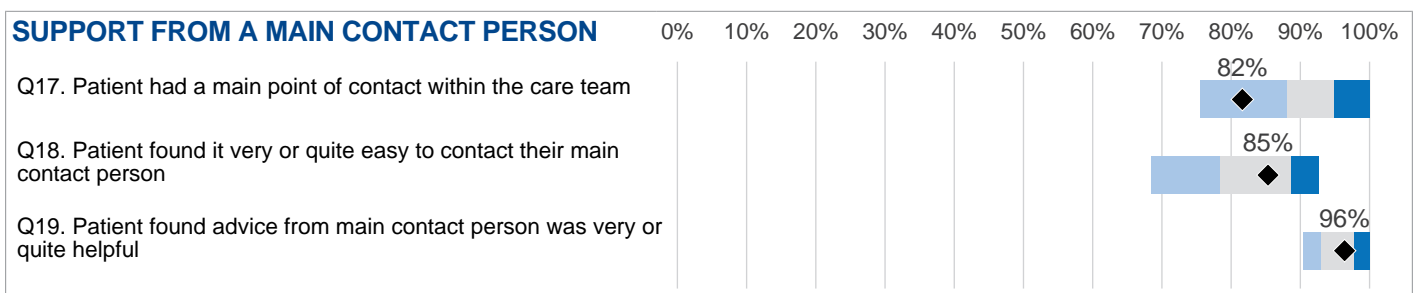 SUPPORT FROM A MAIN CONTACT PERSON 0% 10% 20% 30% 40% 50% 60% 70% 80% 90% 100%
82%
Q17. Patient had a main point of contact within the care team
85%
Q18. Patient found it very or quite easy to contact their main
contact person
96%
Q19. Patient found advice from main contact person was very or
quite helpful